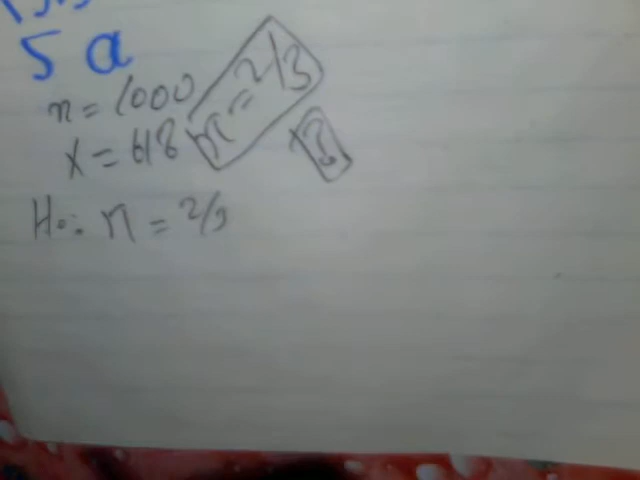 5 a
n = 1000
π = 2/3
x = 618
H₀: π = 2/3